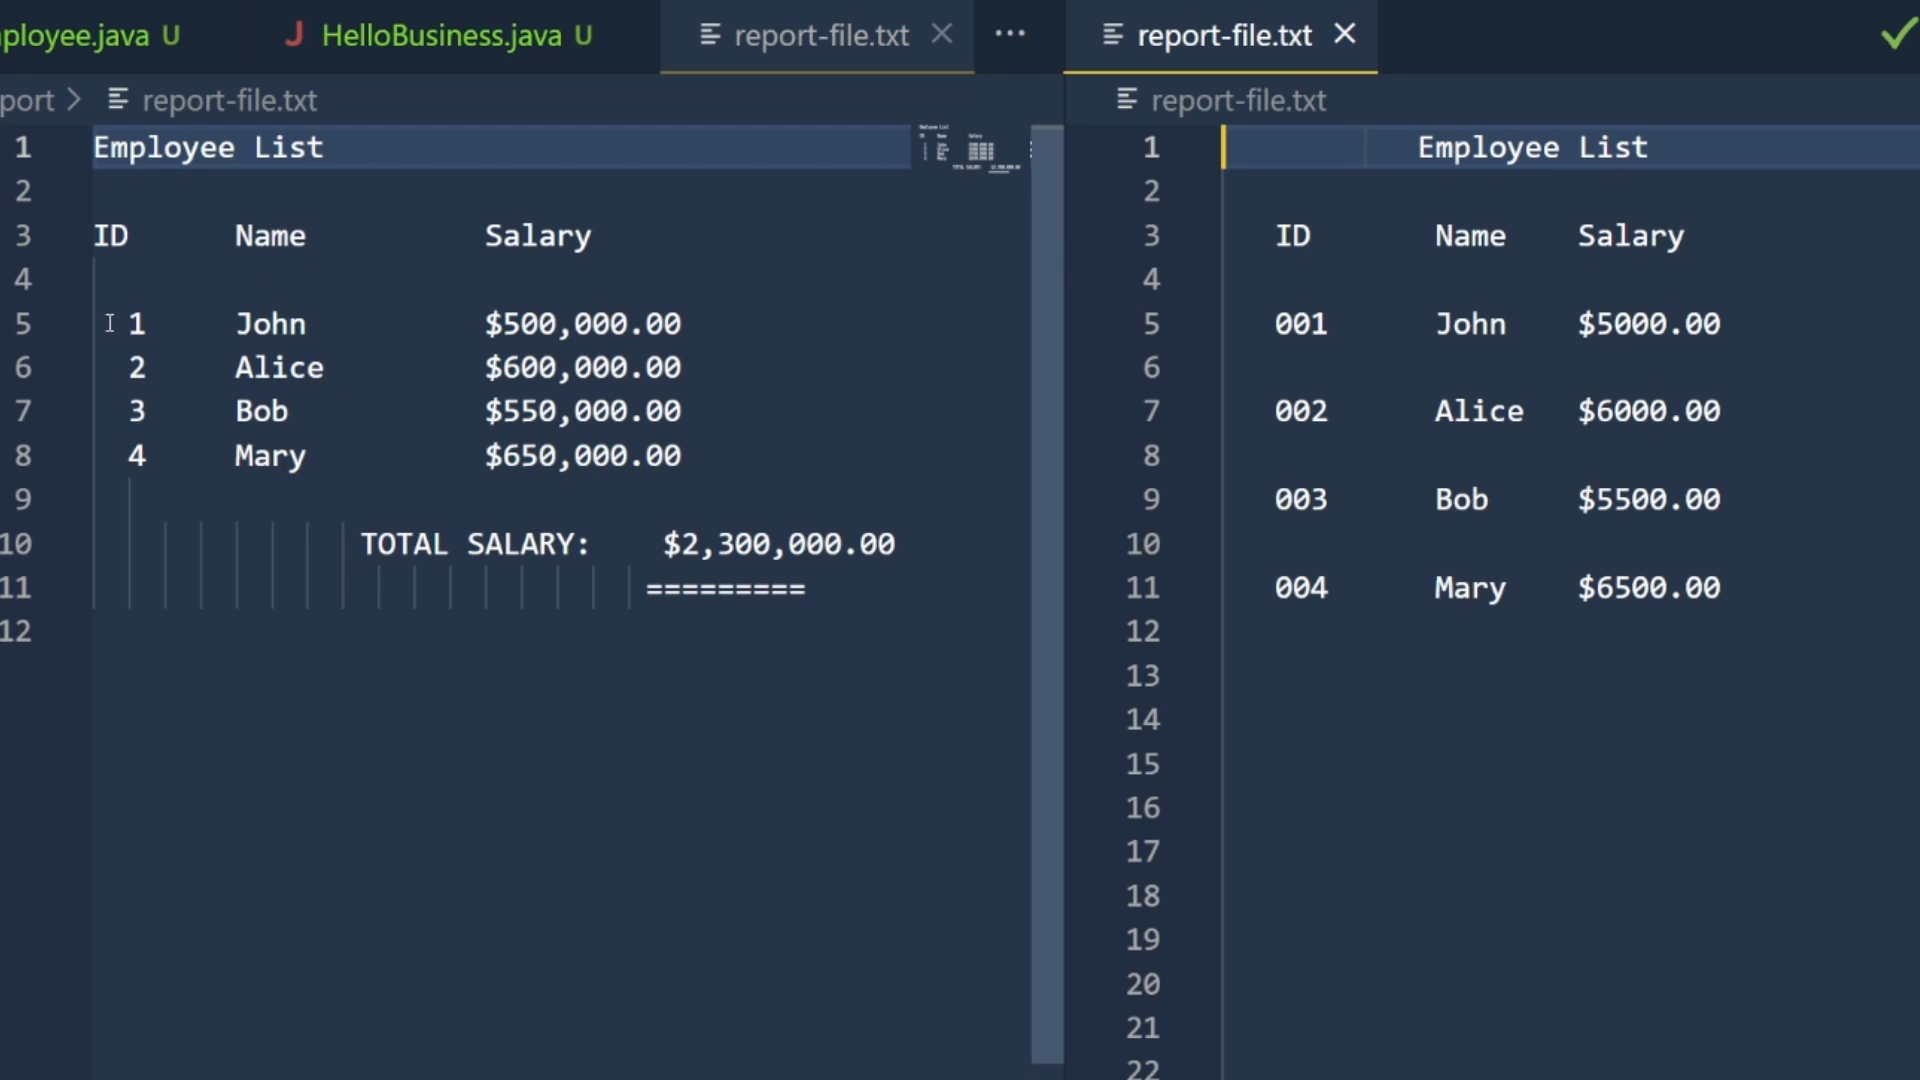 ployee.java U
HelloBusiness.java U
report-file.txt
report-file.txt
port > report-file.txt
1 Employee List
2
3 ID Name Salary
4
5 1 John $500,000.00
6 2 Alice $600,000.00
7 3 Bob $550,000.00
8 4 Mary $650,000.00
9
10 TOTAL SALARY: $2,300,000.00
11 =========
12
report-file.txt
1 Employee List
2
3 ID Name Salary
4
5 001 John $5000.00
6
7 002 Alice $6000.00
8
9 003 Bob $5500.00
10
11 004 Mary $6500.00
12
13
14
15
16
17
18
19
20
21
22